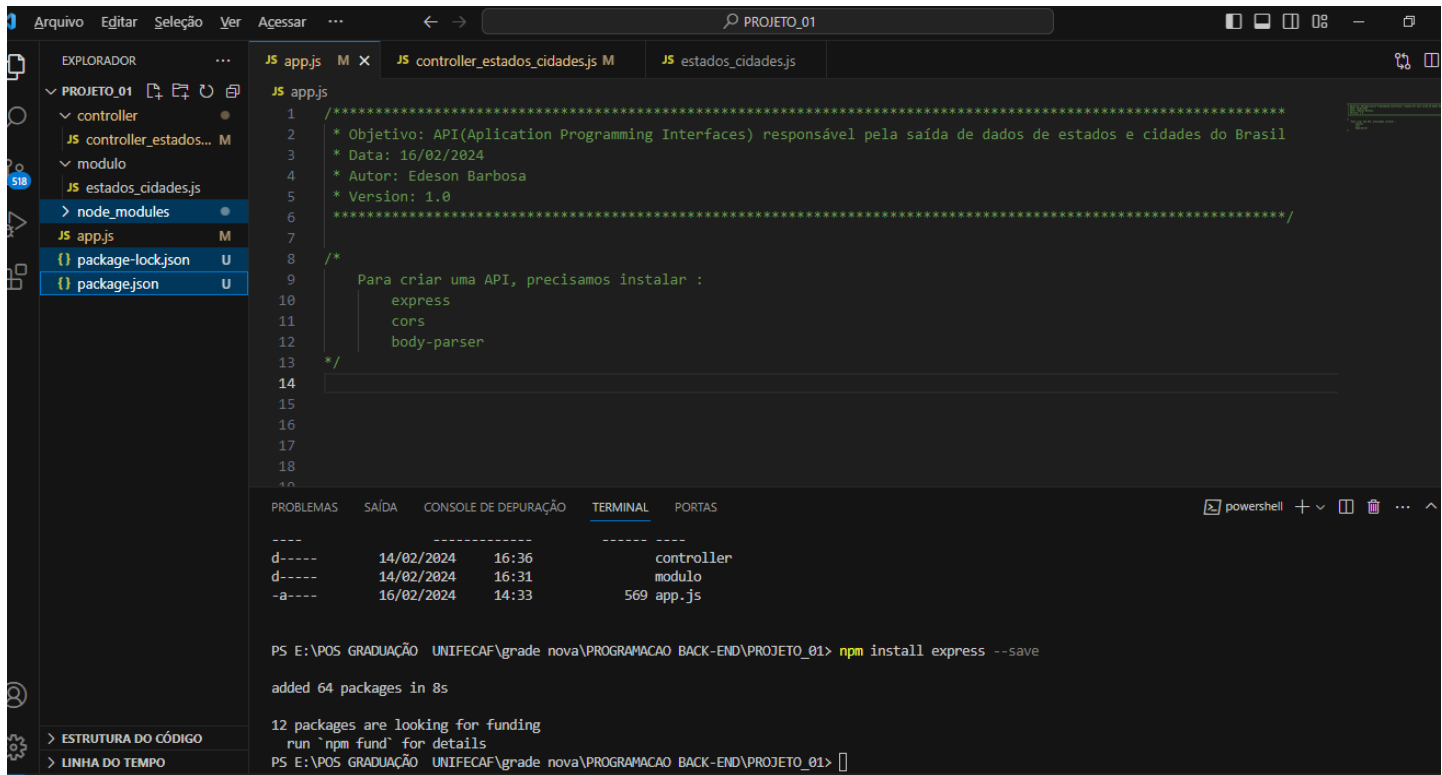 Arquivo Editar Seleção Ver Acessar ··· PROJETO_01
EXPLORADOR ···
PROJETO_01
controller
JS controller_estados... M
modulo
JS estados_cidades.js
node_modules
JS app.js M
{} package-lock.json U
{} package.json U
518
ESTRUTURA DO CÓDIGO
LINHA DO TEMPO
JS app.js M JS controller_estados_cidades.js M JS estados_cidades.js
JS app.js
1 /******************************************************************************************************************
2 * Objetivo: API(Aplication Programming Interfaces) responsável pela saída de dados de estados e cidades do Brasil
3 * Data: 16/02/2024
4 * Autor: Edeson Barbosa
5 * Version: 1.0
6 ******************************************************************************************************************/
7
8 /*
9 Para criar uma API, precisamos instalar :
10 express
11 cors
12 body-parser
13 */
14
15
16
17
18
19
PROBLEMAS SAÍDA CONSOLE DE DEPURAÇÃO TERMINAL PORTAS powershell ···
---- ------------- ------ ----
d----- 14/02/2024 16:36 controller
d----- 14/02/2024 16:31 modulo
-a---- 16/02/2024 14:33 569 app.js
PS E:\POS GRADUAÇÃO UNIFECAF\grade nova\PROGRAMACAO BACK-END\PROJETO_01> npm install express --save
added 64 packages in 8s
12 packages are looking for funding
run `npm fund` for details
PS E:\POS GRADUAÇÃO UNIFECAF\grade nova\PROGRAMACAO BACK-END\PROJETO_01>